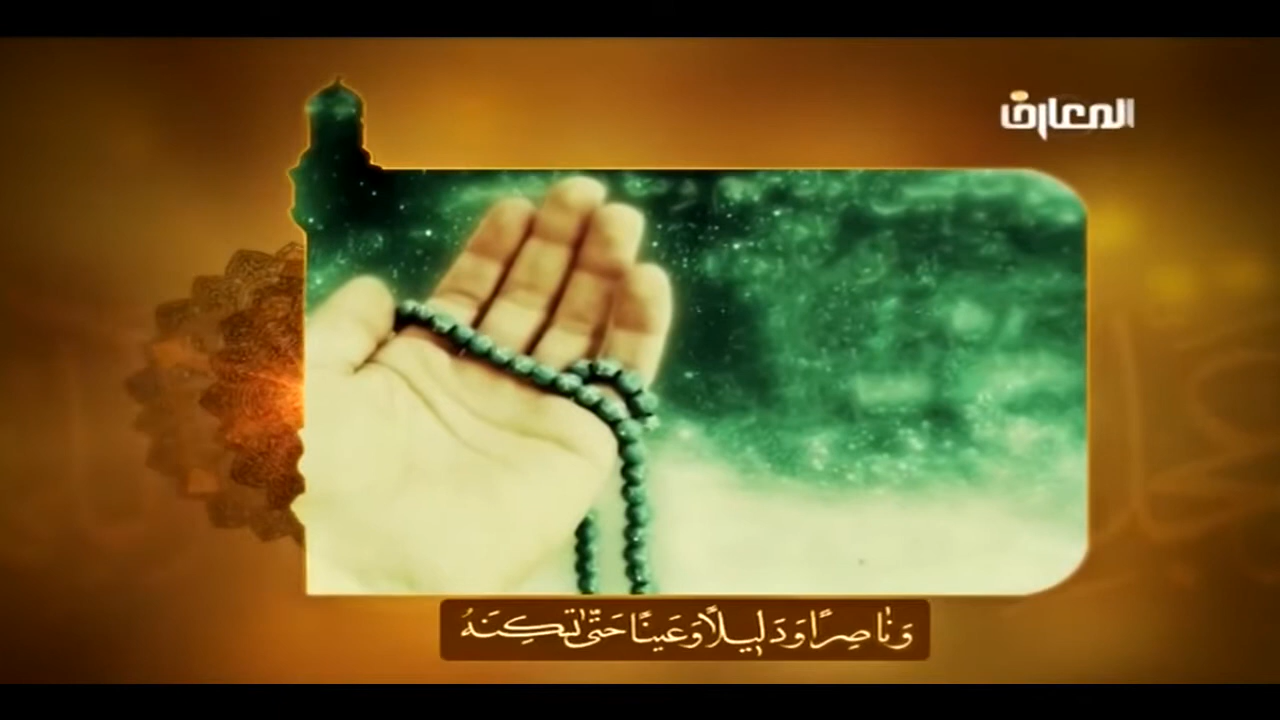 المعارف
وَنَاصِرًا وَدَلِيلًا وَعَيْنًا حَتَّىٰ تُسْكِنَهُ